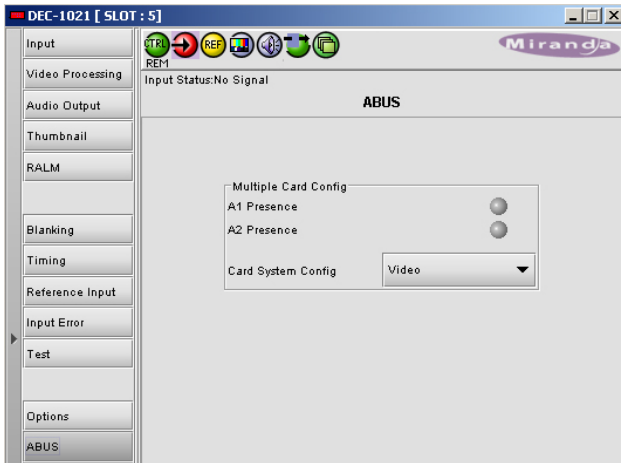 DEC-1021 [ SLOT : 5]
Input
Video Processing
Audio Output
Thumbnail
RALM
Blanking
Timing
Reference Input
Input Error
Test
Options
ABUS
CTRL
REF
REM
Miranda
Input Status:No Signal
ABUS
Multiple Card Config
A1 Presence
A2 Presence
Card System Config
Video